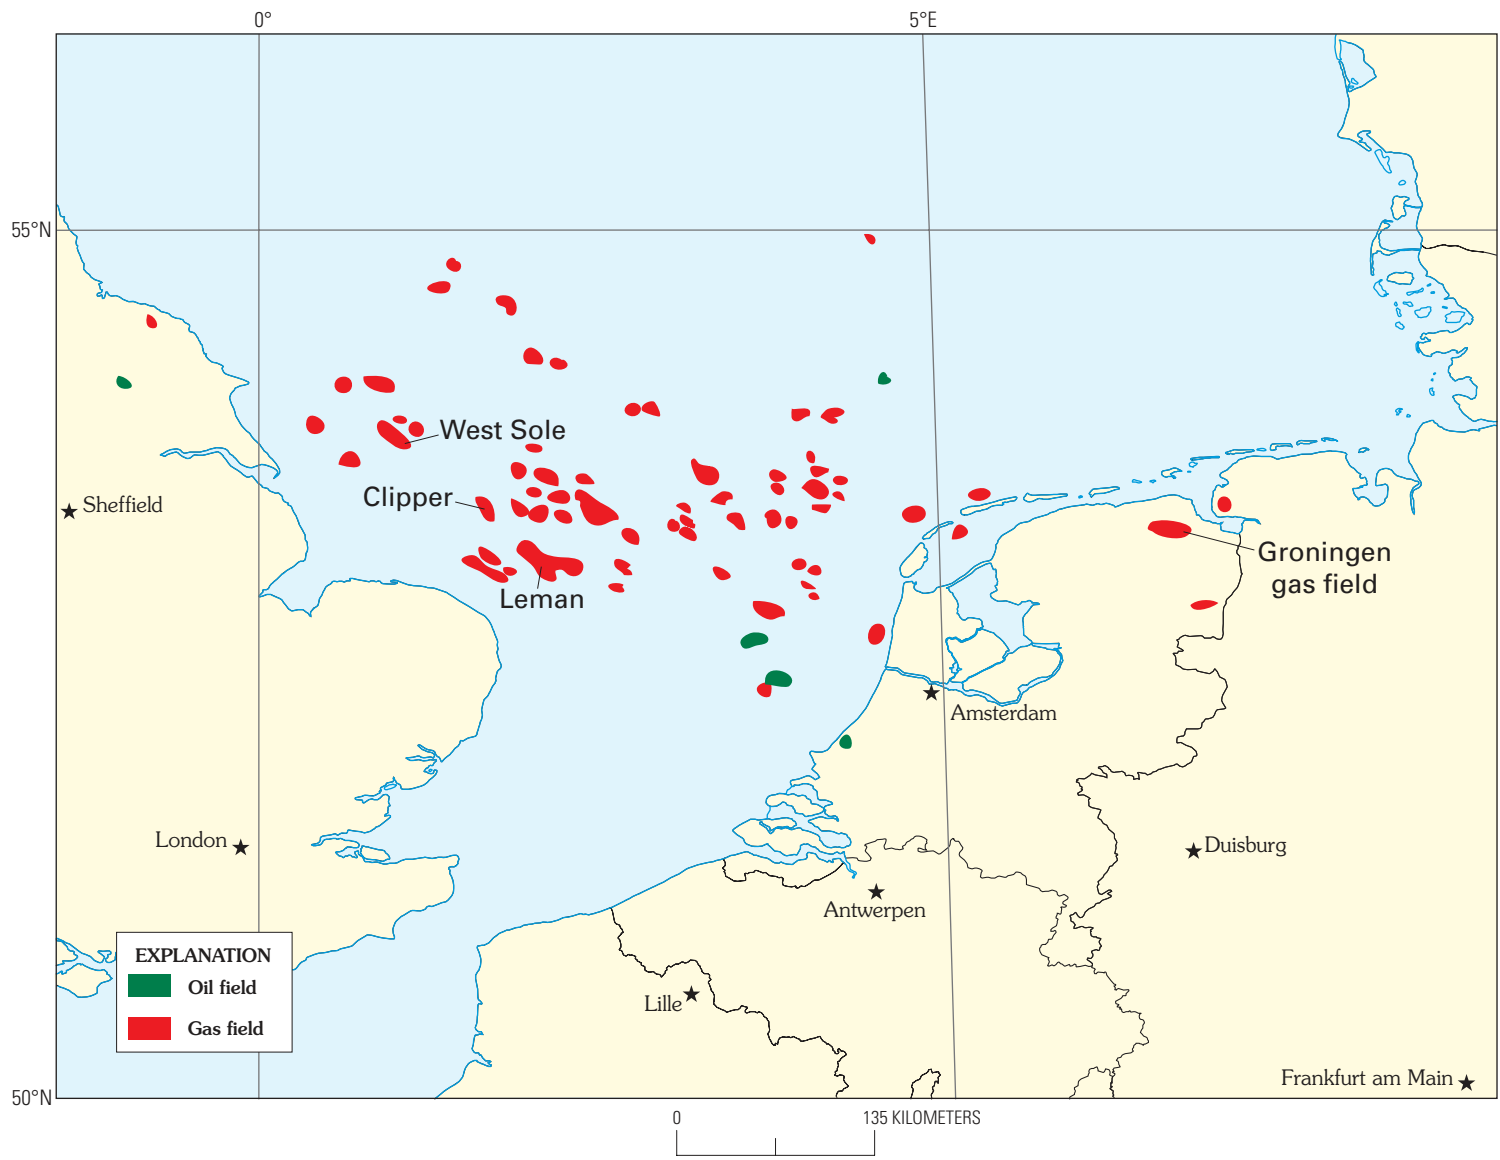 0°
5°E
55°N
West Sole
Clipper
Sheffield
Groningen
gas field
Leman
Amsterdam
London
Duisburg
Antwerpen
EXPLANATION
Oil field
Gas field
Lille
Frankfurt am Main
50°N
0
135 KILOMETERS